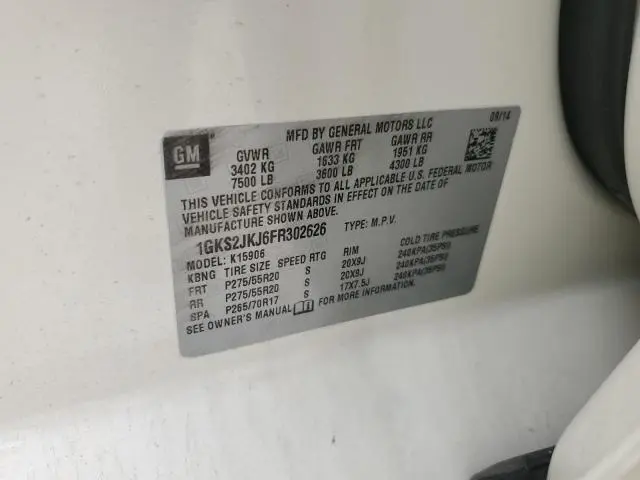 GM
MFD BY GENERAL MOTORS LLC 08/14
GVWR GAWR FRT GAWR RR
3402 KG 1633 KG 1951 KG
7500 LB 3600 LB 4300 LB
THIS VEHICLE CONFORMS TO ALL APPLICABLE U.S. FEDERAL MOTOR
VEHICLE SAFETY STANDARDS IN EFFECT ON THE DATE OF
MANUFACTURE SHOWN ABOVE.
1GKS2JKJ6FR302626 TYPE: M.P.V.
MODEL: K15906
KBNG TIRE SIZE SPEED RTG RIM COLD TIRE PRESSURE
FRT P275/55R20 S 20X9J 240KPA(35PSI)
RR P275/55R20 S 20X9J 240KPA(35PSI)
SPA P265/70R17 S 17X7.5J 240KPA(35PSI)
SEE OWNER'S MANUAL FOR MORE INFORMATION